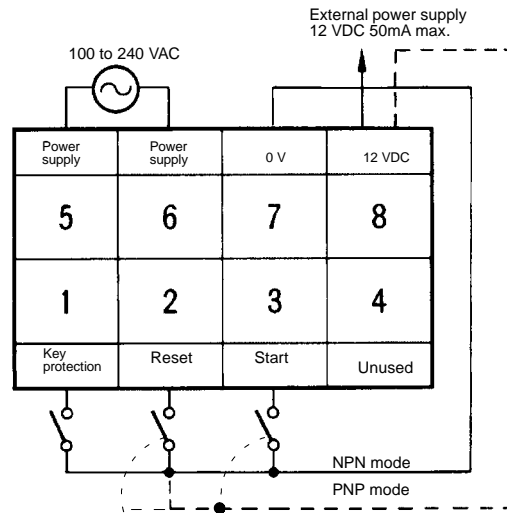 External power supply
12 VDC 50mA max.
100 to 240 VAC
Power
supply
Power
supply
0 V
12 VDC
5
6
7
8
1
2
3
4
Key
protection
Reset
Start
Unused
NPN mode
PNP mode